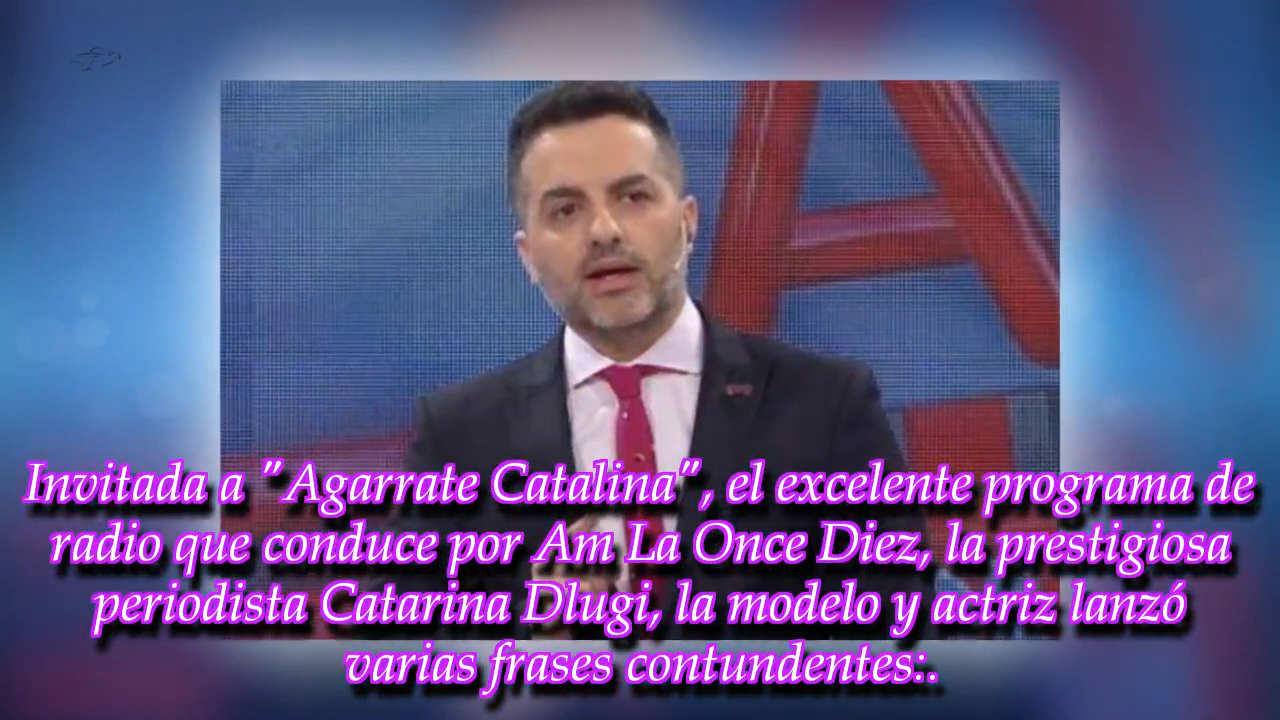 Invitada a "Agarrate Catalina", el excelente programa de
radio que conduce por Am La Once Diez, la prestigiosa
periodista Catarina Dlugi, la modelo y actriz lanzó
varias frases contundentes:.